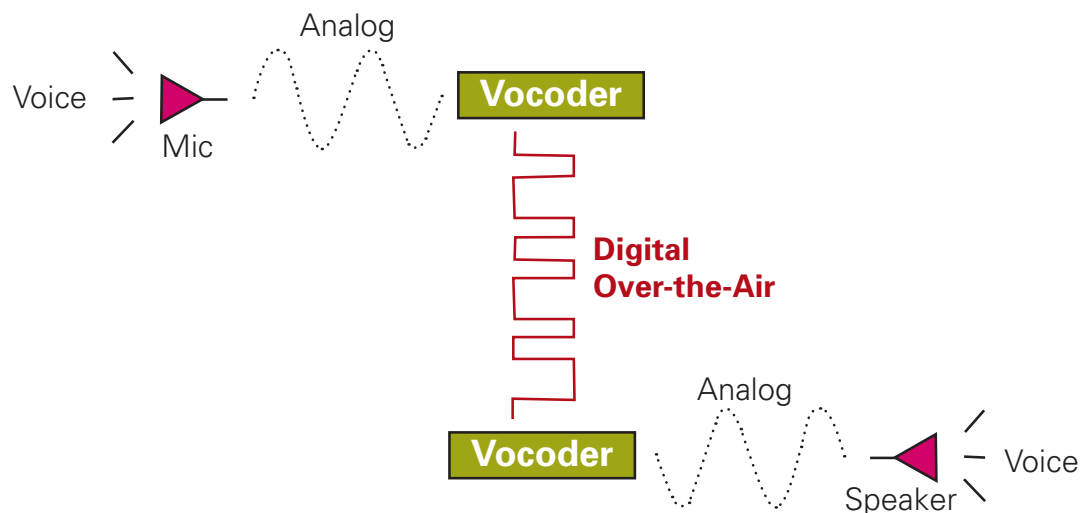 Analog
Voice
Mic
Vocoder
Digital
Over-the-Air
Analog
Vocoder
Voice
Speaker